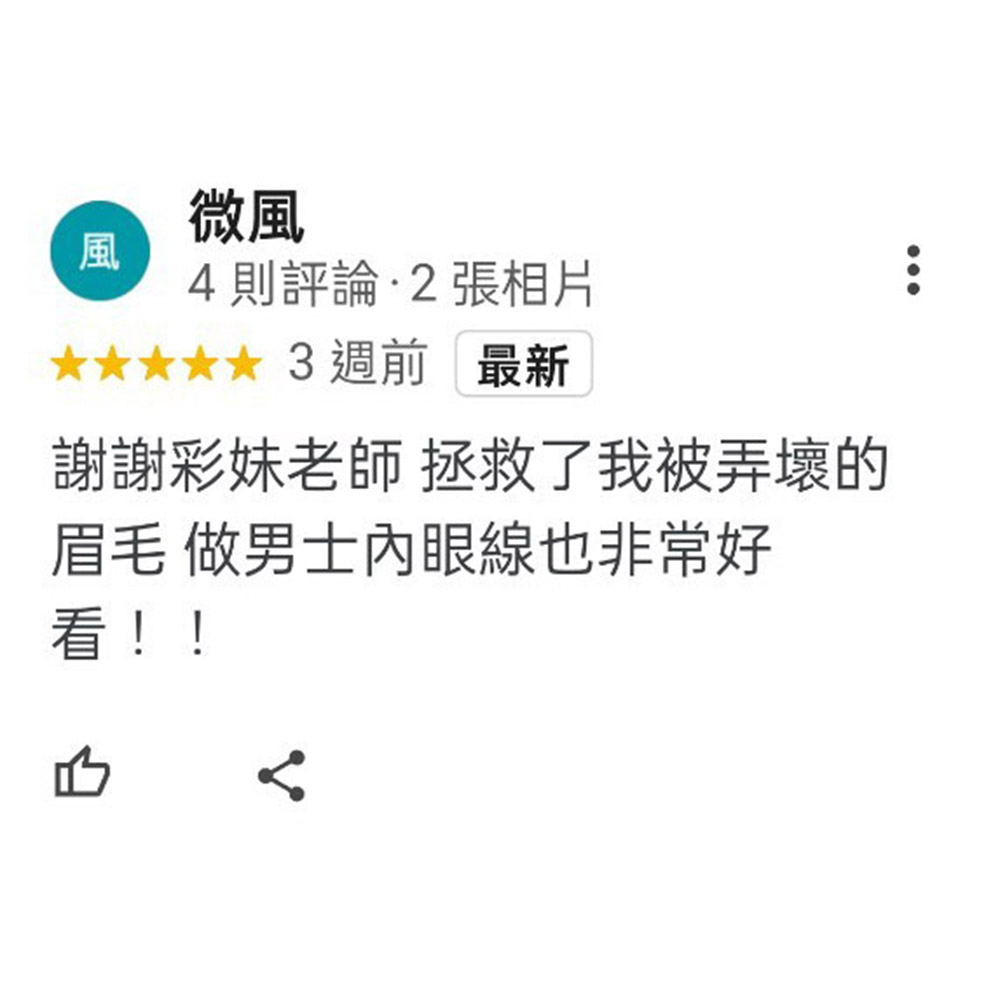 風
微風
4 則評論·2 張相片
3 週前 最新
謝謝彩妹老師 拯救了我被弄壞的
眉毛 做男士內眼線也非常好
看！！